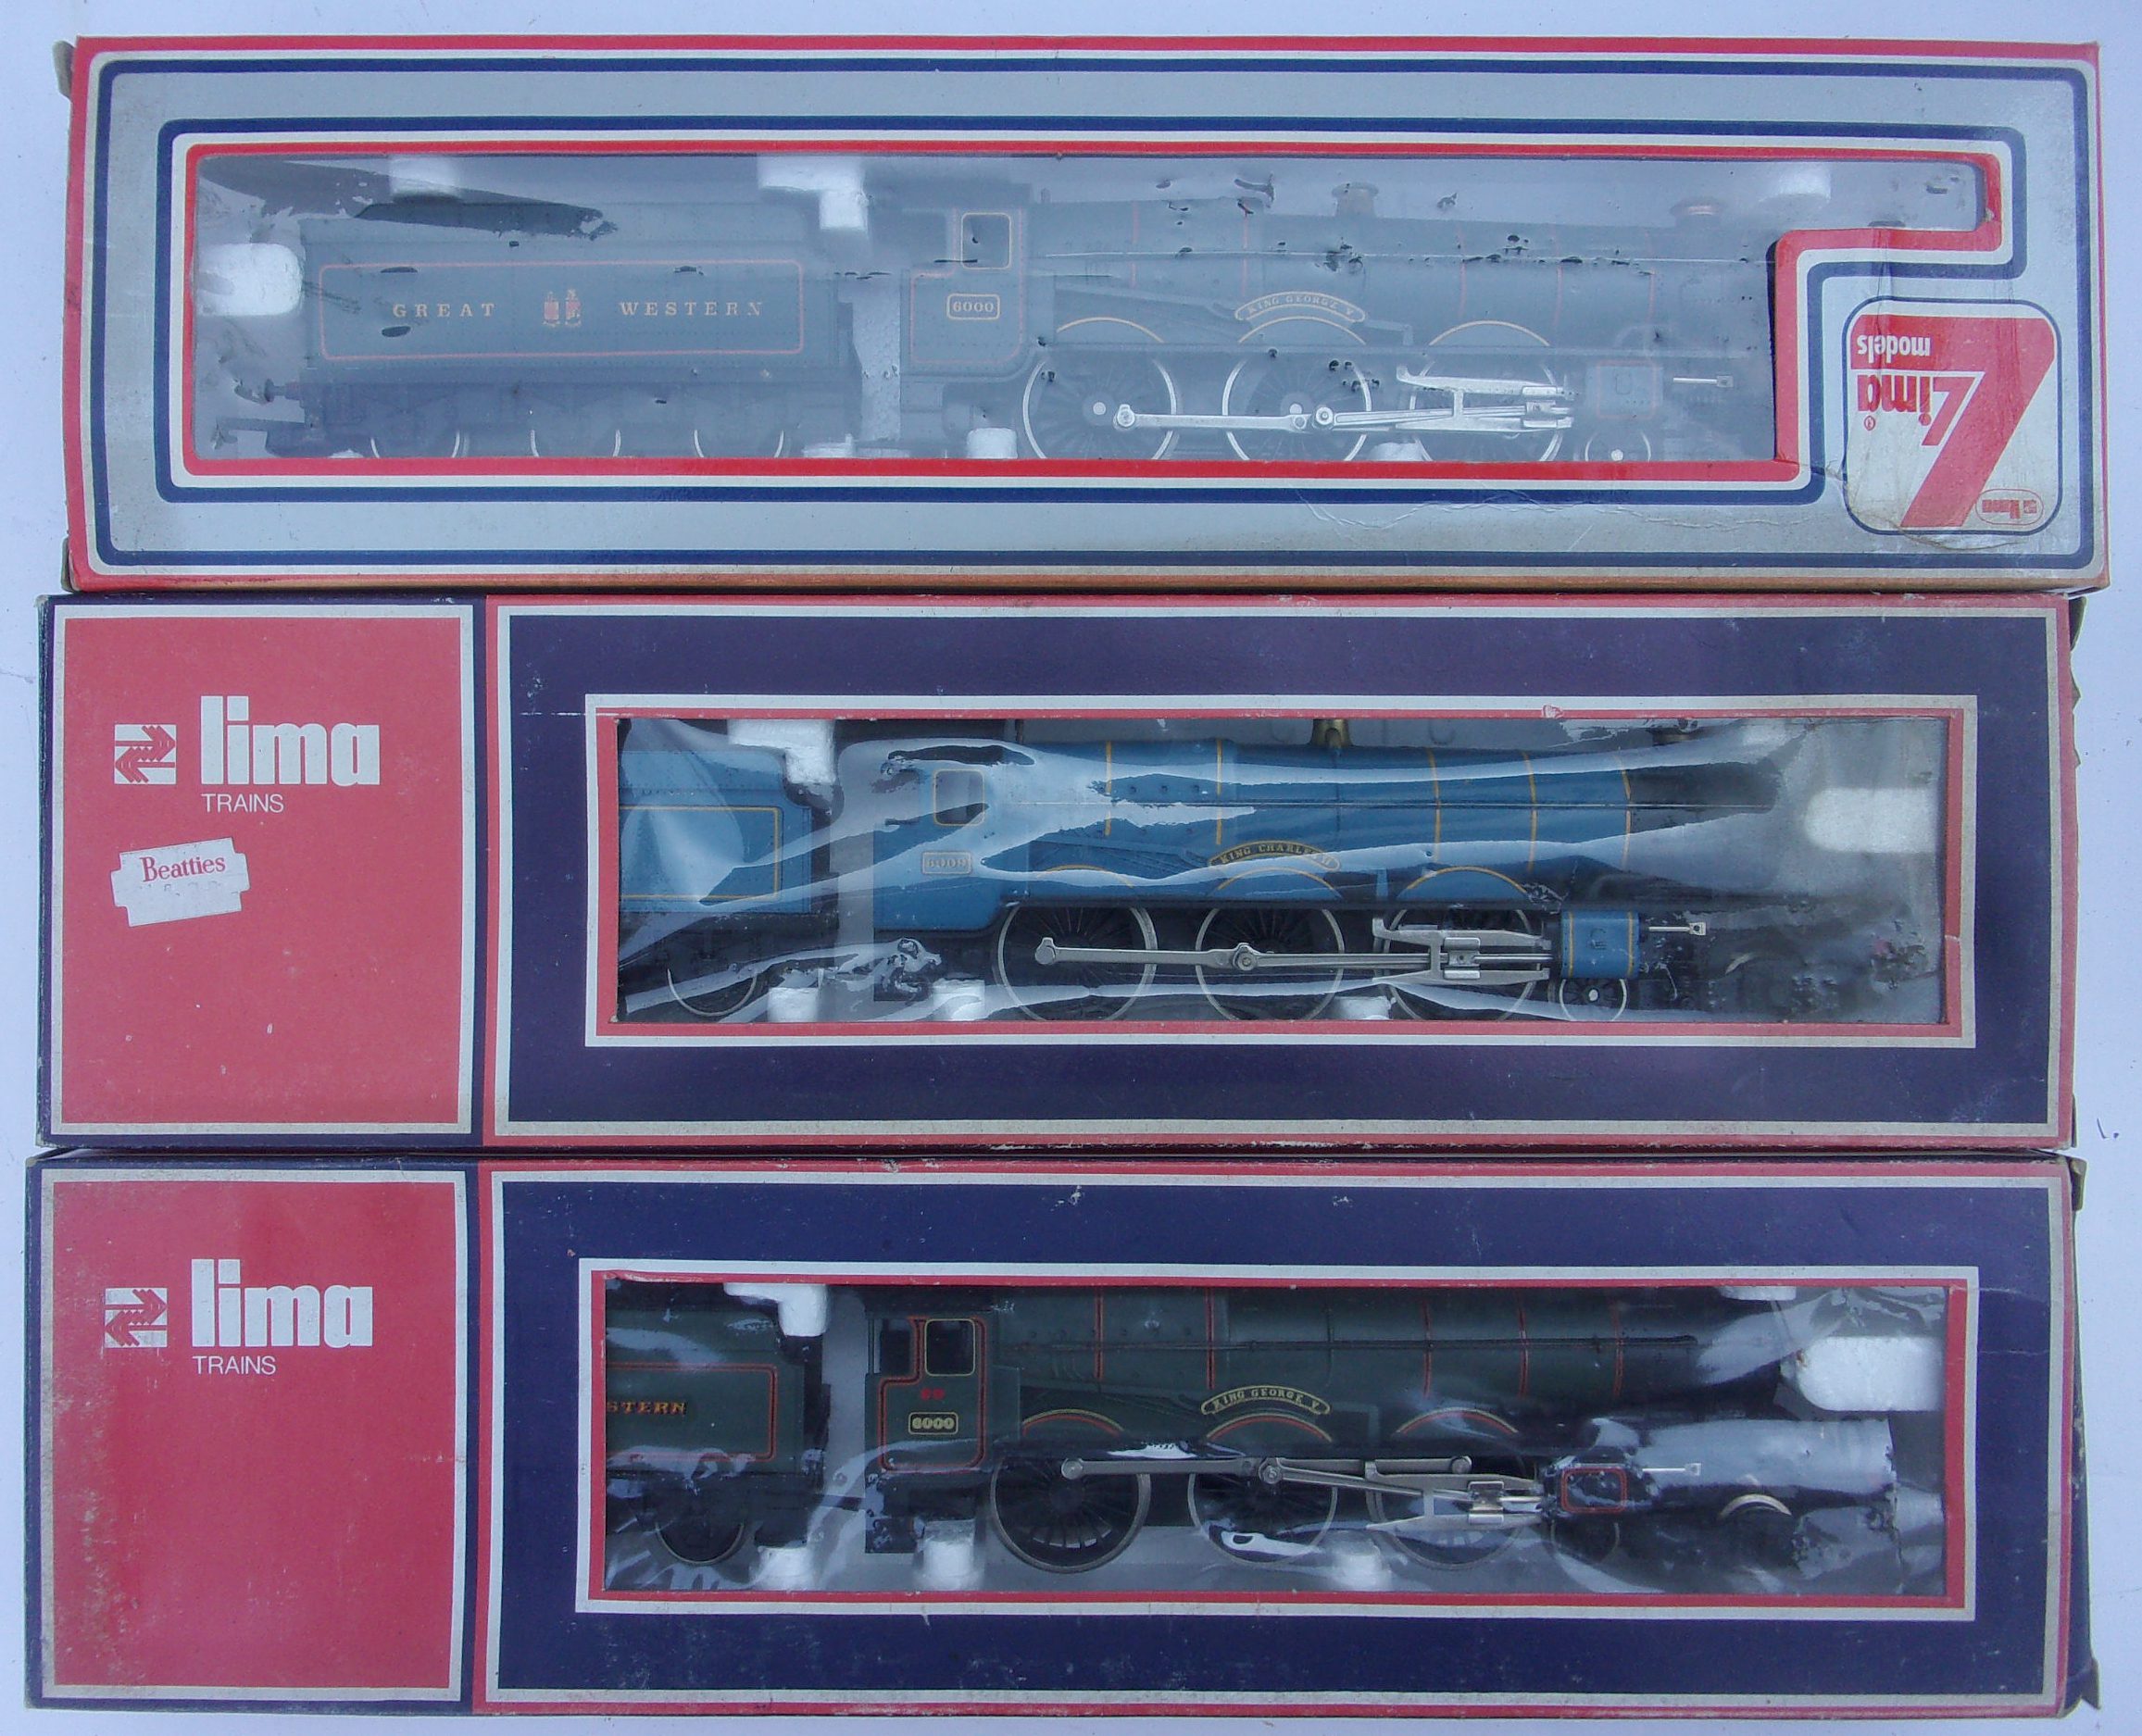 GREAT WESTERN
6000
KING GEORGE V
Lima
models
lima
lima
TRAINS
Beatties
6009
KING CHARLES II
lima
TRAINS
STERN
6000
KING GEORGE V